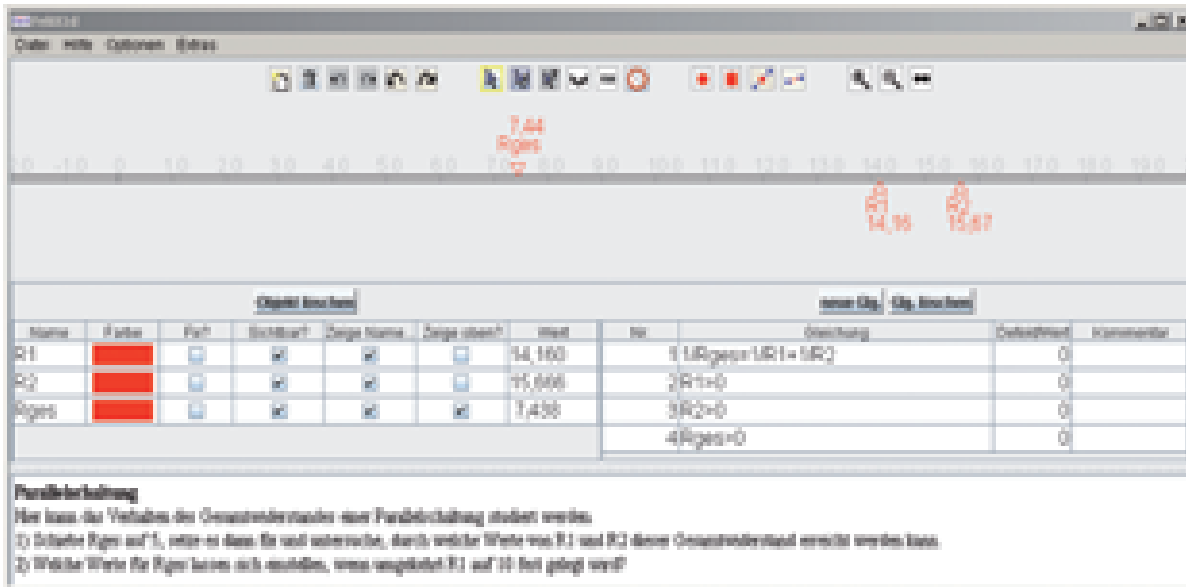 Datei Hilfe Optionen Extras
7,44
Rges
-1.0 0 1.0 2.0 3.0 4.0 5.0 6.0 7.0 8.0 9.0 10.0 11.0 12.0 13.0 14.0 15.0 16.0 17.0 18.0 19.0
R1 R2
14,16 15,67
Objekt löschen neue Glg. Glg. löschen
Name Farbe Fix? Sichtbar? Zeige Name.. Zeige oben? Wert Nr. Gleichung Defekt/Wert Kommentar
R1 14,160 1 1/Rges=1/R1+1/R2 0
R2 15,666 2 R1>0 0
Rges 7,438 3 R2>0 0
4 Rges>0 0
Parallelschaltung
Hier kann das Verhalten des Gesamtwiderstandes einer Parallelschaltung studiert werden.
1) Schiebe Rges auf 5, setze es dann fix und untersuche, durch welche Werte von R1 und R2 dieser Gesamtwiderstand erreicht werden kann.
2) Welche Werte für Rges lassen sich einstellen, wenn umgekehrt R1 auf 10 fest gelegt wird?